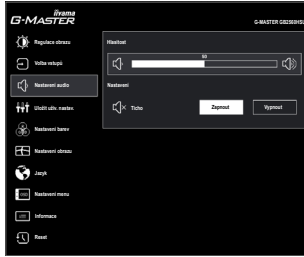 iiyama
G-MASTER
G-MASTER GB2560HSU
Regulace obrazu
Volba vstupů
Nastavení audio
Uložit uživ. nastav.
Nastavení barev
Nastavení obrazu
Jazyk
Nastavení menu
Informace
Reset
Hlasitost
50
Nastavení
Ticho
Zapnout
Vypnout